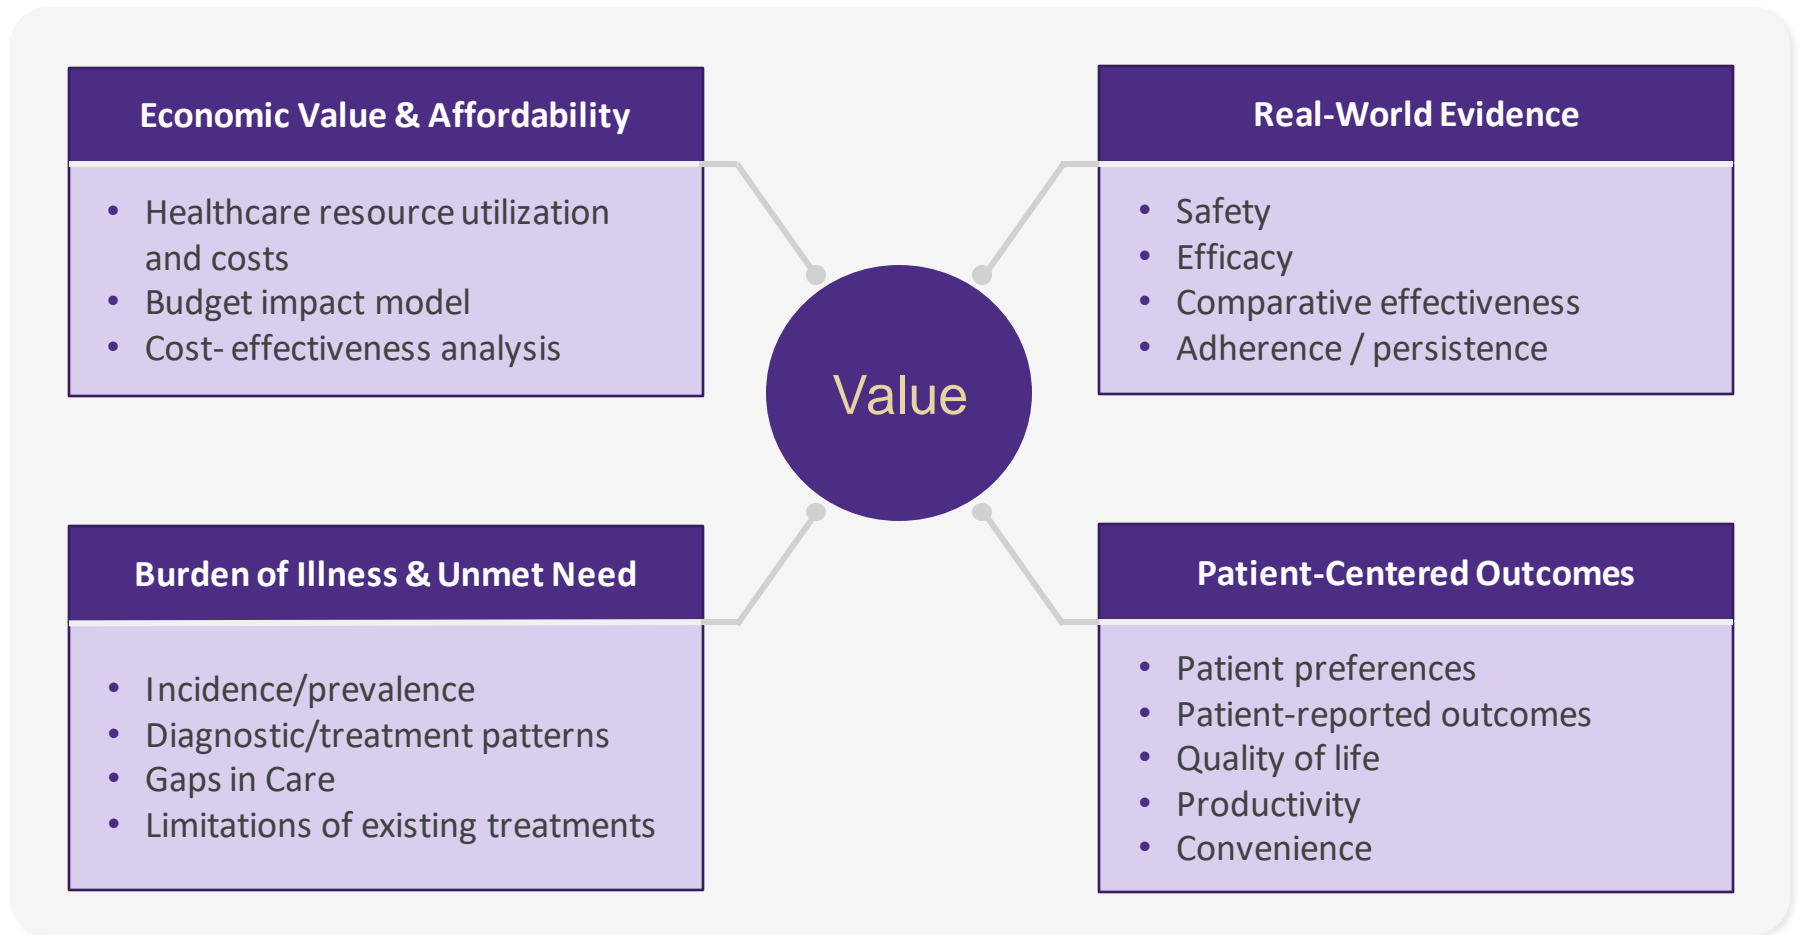 Economic Value & Affordability
• Healthcare resource utilization
and costs
• Budget impact model
• Cost- effectiveness analysis
Real-World Evidence
• Safety
• Efficacy
• Comparative effectiveness
• Adherence / persistence
Value
Burden of Illness & Unmet Need
• Incidence/prevalence
• Diagnostic/treatment patterns
• Gaps in Care
• Limitations of existing treatments
Patient-Centered Outcomes
• Patient preferences
• Patient-reported outcomes
• Quality of life
• Productivity
• Convenience